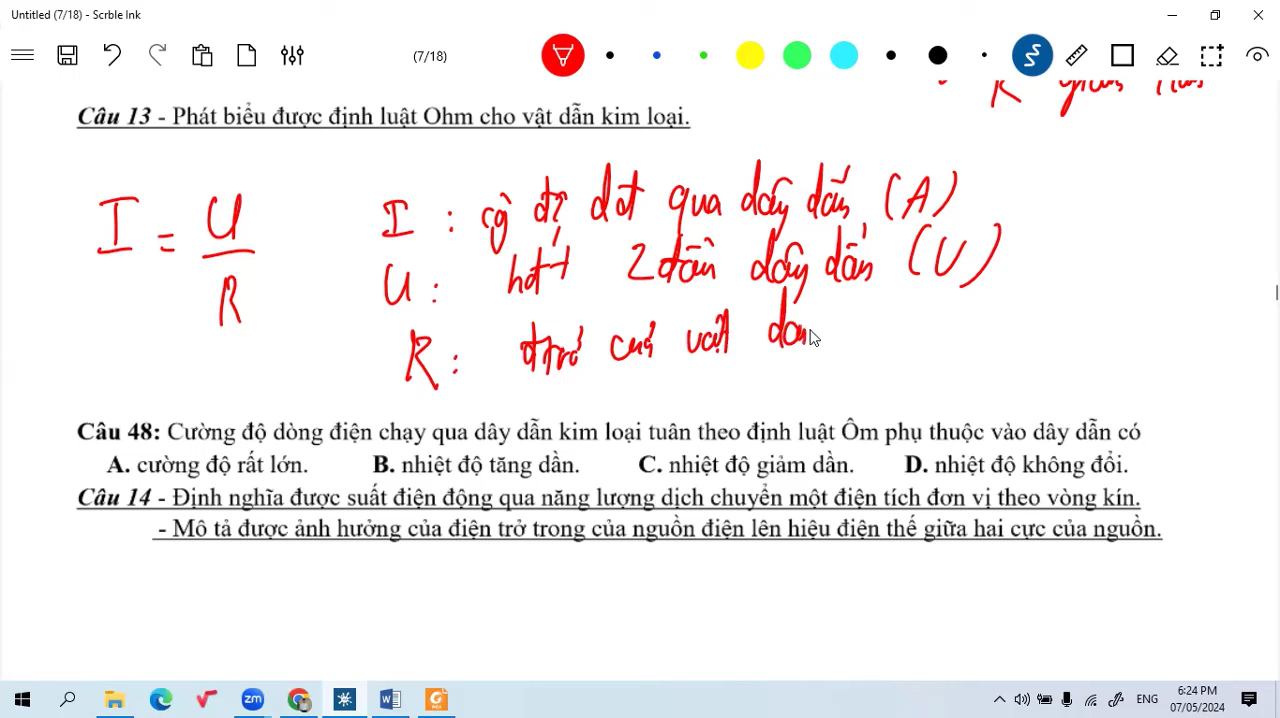 Untitled (7/18) - Scrble Ink
(7/18)
R giảm
Câu 13 - Phát biểu được định luật Ohm cho vật dẫn kim loại.
I = U / R
I : cg độ dđt qua dây dẫn (A)
U : hđt 2 đầu dây dẫn (V)
R : đ trở của vật dẫn
Câu 48: Cường độ dòng điện chạy qua dây dẫn kim loại tuân theo định luật Ôm phụ thuộc vào dây dẫn có
A. cường độ rất lớn. B. nhiệt độ tăng dần. C. nhiệt độ giảm dần. D. nhiệt độ không đổi.
Câu 14 - Định nghĩa được suất điện động qua năng lượng dịch chuyển một điện tích đơn vị theo vòng kín.
- Mô tả được ảnh hưởng của điện trở trong của nguồn điện lên hiệu điện thế giữa hai cực của nguồn.
ENG
6:24 PM
07/05/2024